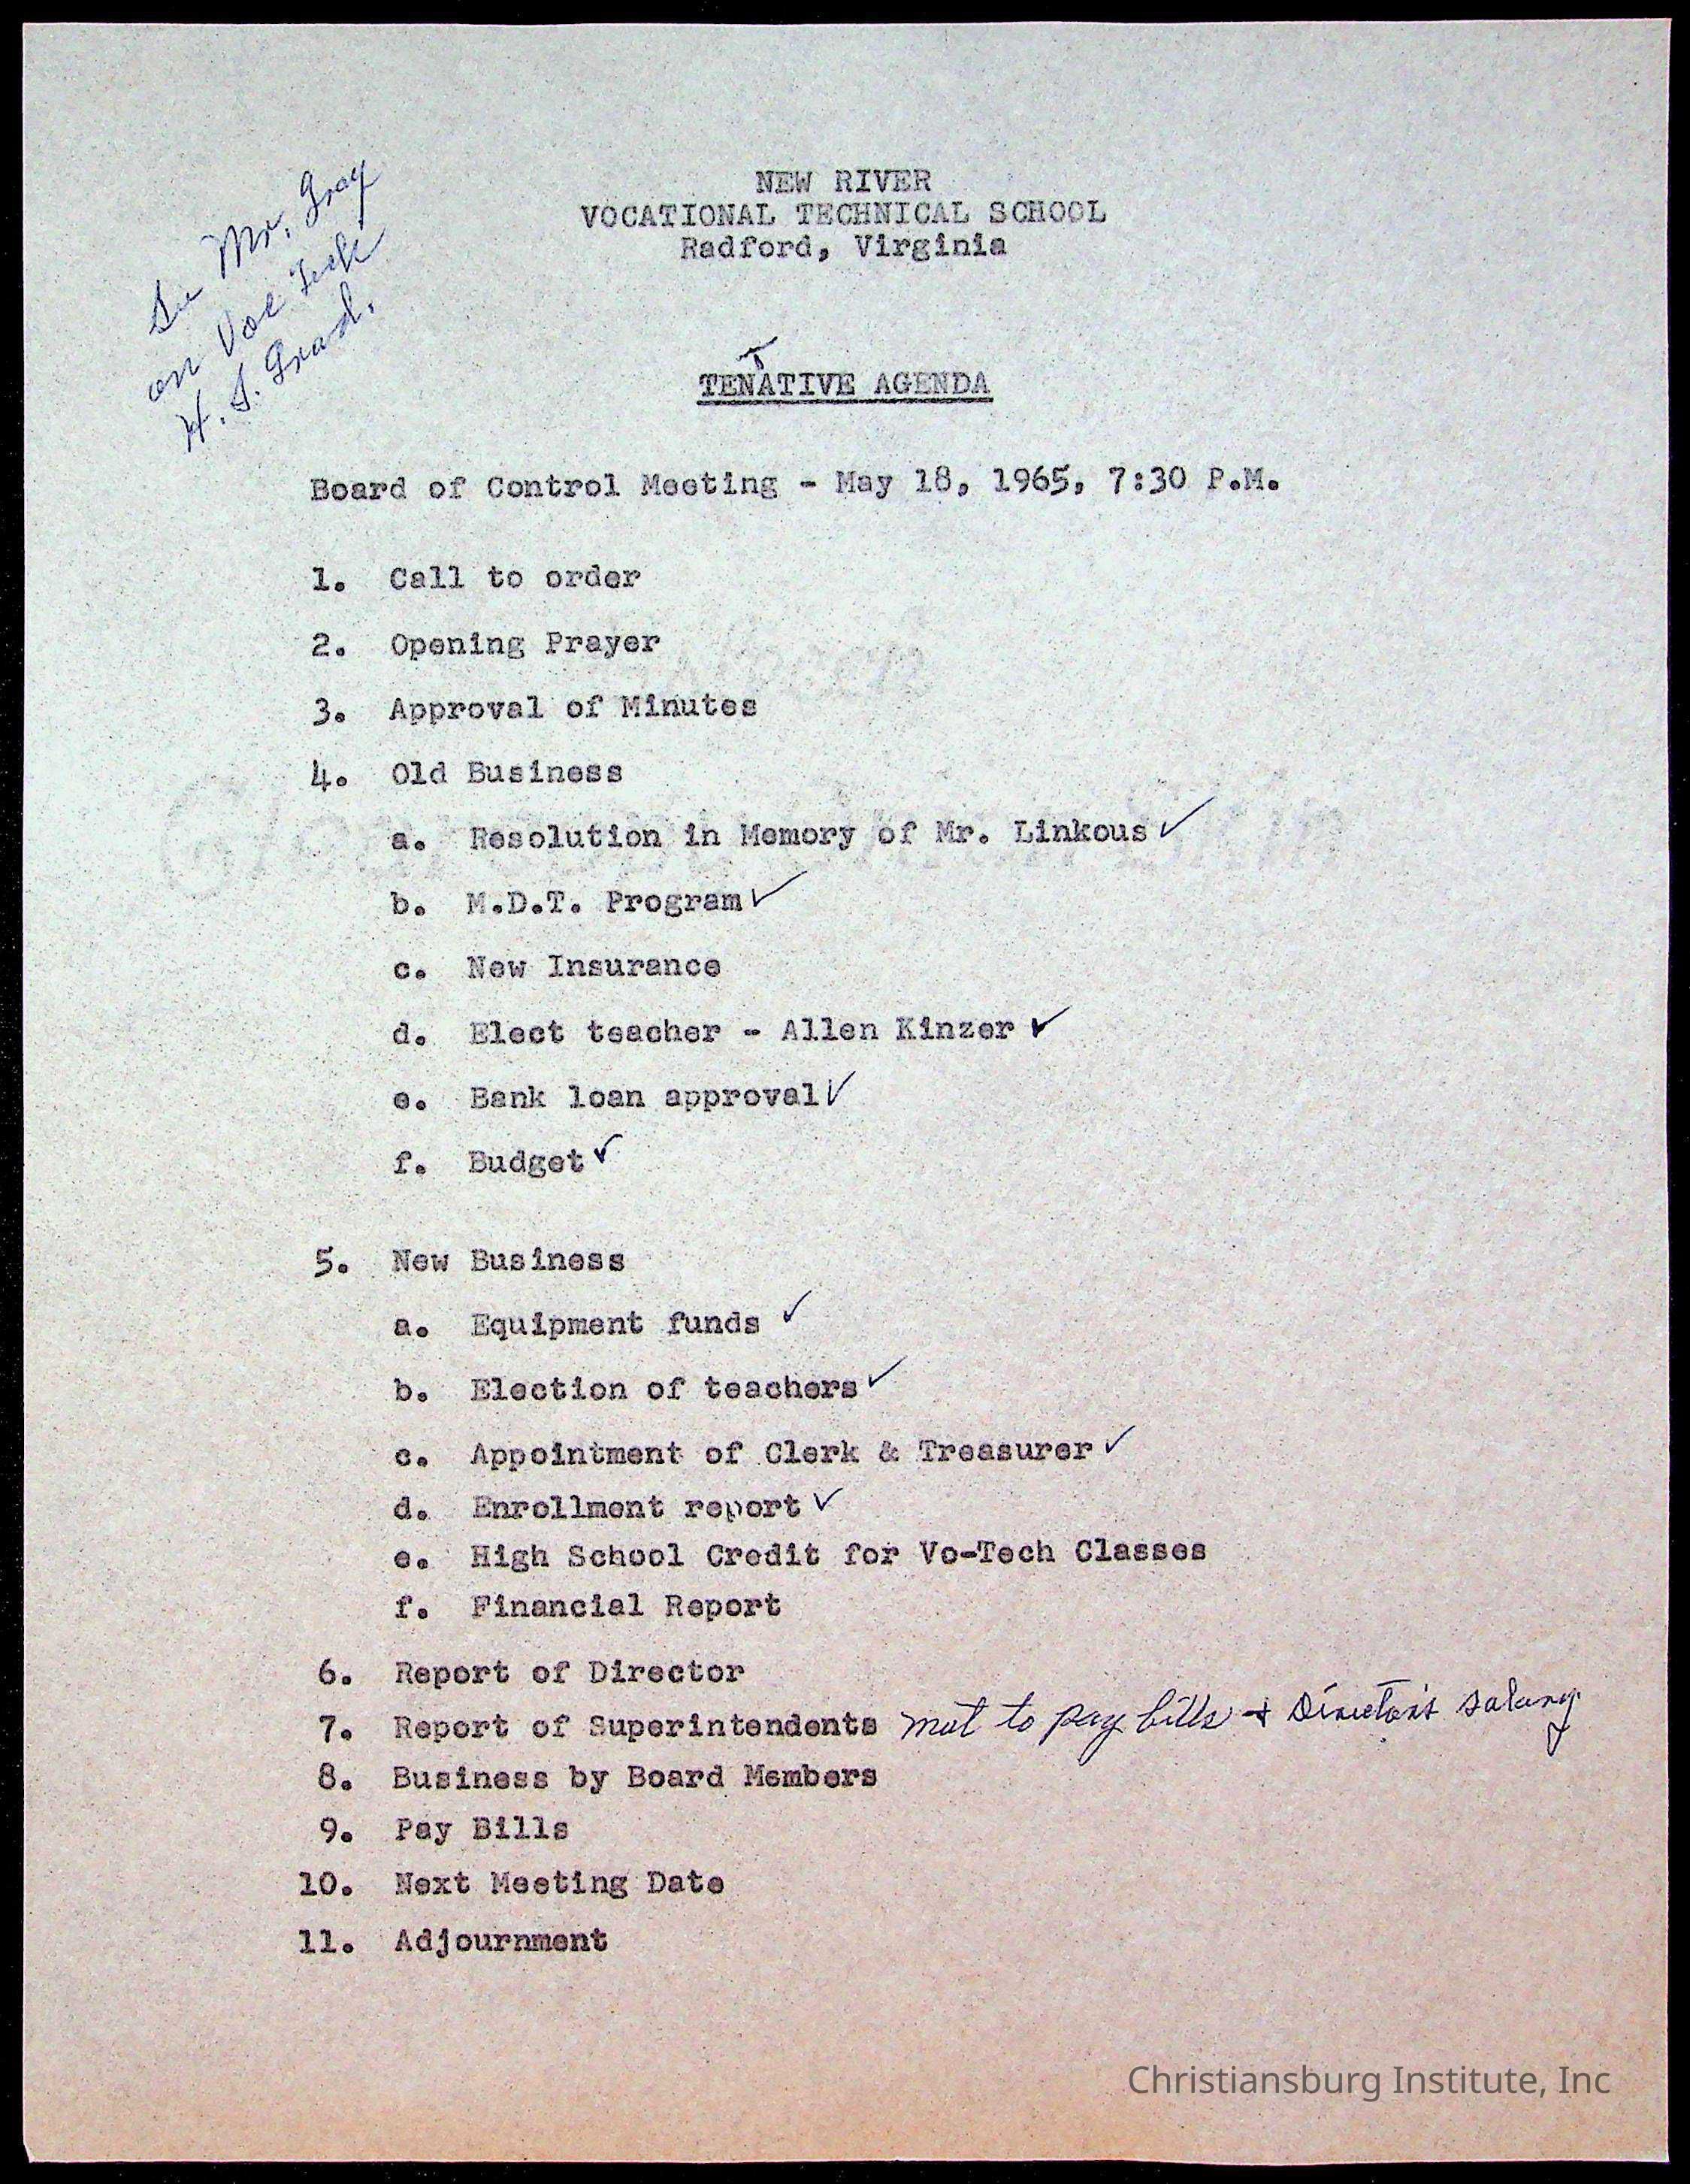 See Mr. Gray
on Voc Tech
H. S. Grad.
NEW RIVER
VOCATIONAL TECHNICAL SCHOOL
Radford, Virginia
T
TENATIVE AGENDA
Board of Control Meeting - May 18, 1965, 7:30 P.M.
1. Call to order
2. Opening Prayer
3. Approval of Minutes
4. Old Business
a. Resolution in Memory of Mr. Linkous ✓
b. M.D.T. Program ✓
c. New Insurance
d. Elect teacher - Allen Kinzer ✓
e. Bank loan approval ✓
f. Budget ✓
5. New Business
a. Equipment funds ✓
b. Election of teachers ✓
c. Appointment of Clerk & Treasurer ✓
d. Enrollment report ✓
e. High School Credit for Vo-Tech Classes
f. Financial Report
6. Report of Director
7. Report of Superintendents met to pay bills + Director's salary
8. Business by Board Members
9. Pay Bills
10. Next Meeting Date
11. Adjournment
Christiansburg Institute, Inc